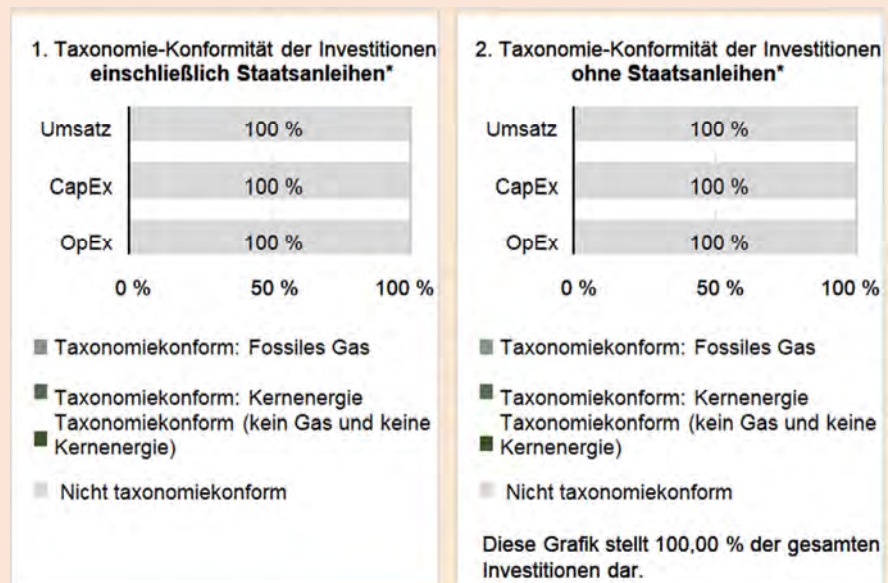 1. Taxonomie-Konformität der Investitionen
einschließlich Staatsanleihen*
Umsatz
100 %
CapEx
100 %
OpEx
100 %
0 %
50 %
100 %
Taxonomiekonform: Fossiles Gas
Taxonomiekonform: Kernenergie
Taxonomiekonform (kein Gas und keine
Kernenergie)
Nicht taxonomiekonform
2. Taxonomie-Konformität der Investitionen
ohne Staatsanleihen*
Umsatz
100 %
CapEx
100 %
OpEx
100 %
0 %
50 %
100 %
Taxonomiekonform: Fossiles Gas
Taxonomiekonform: Kernenergie
Taxonomiekonform (kein Gas und keine
Kernenergie)
Nicht taxonomiekonform
Diese Grafik stellt 100,00 % der gesamten
Investitionen dar.